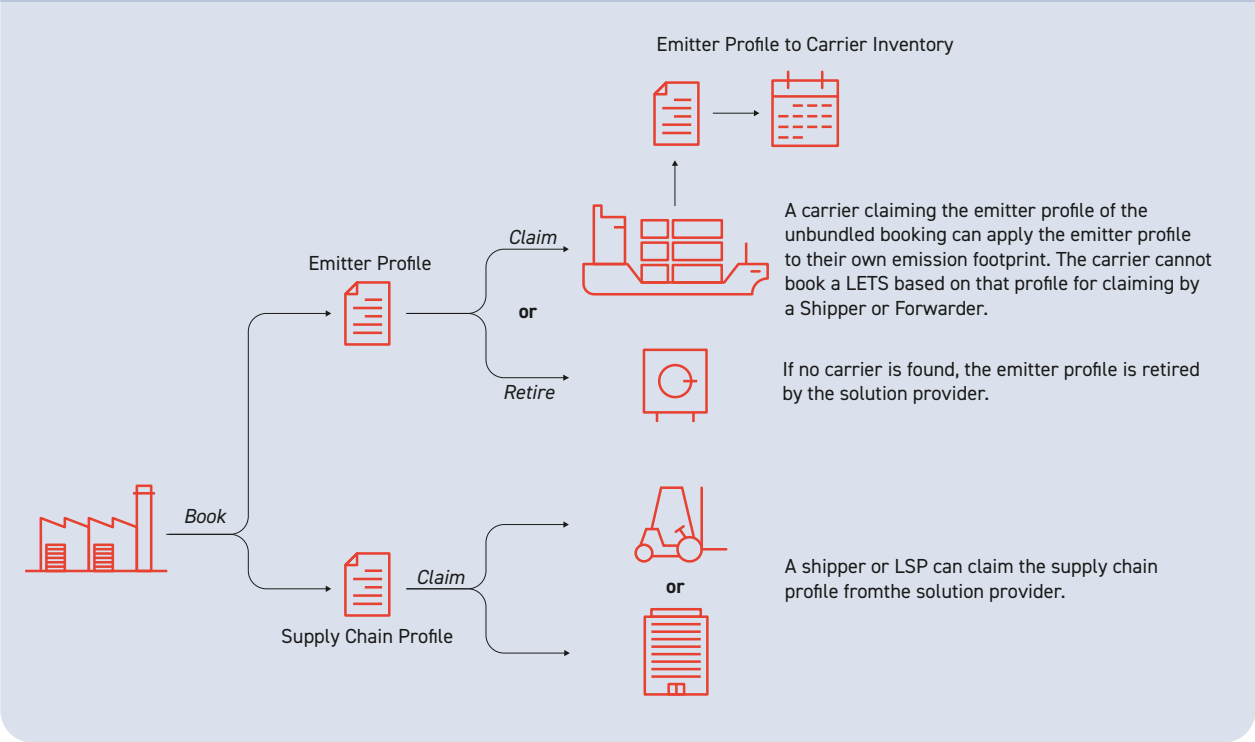 Emitter Profile to Carrier Inventory
A carrier claiming the emitter profile of the
unbundled booking can apply the emitter profile
to their own emission footprint. The carrier cannot
book a LETS based on that profile for claiming by
a Shipper or Forwarder.
Claim
Emitter Profile
or
Retire
If no carrier is found, the emitter profile is retired
by the solution provider.
Book
Claim
Supply Chain Profile
or
A shipper or LSP can claim the supply chain
profile fromthe solution provider.